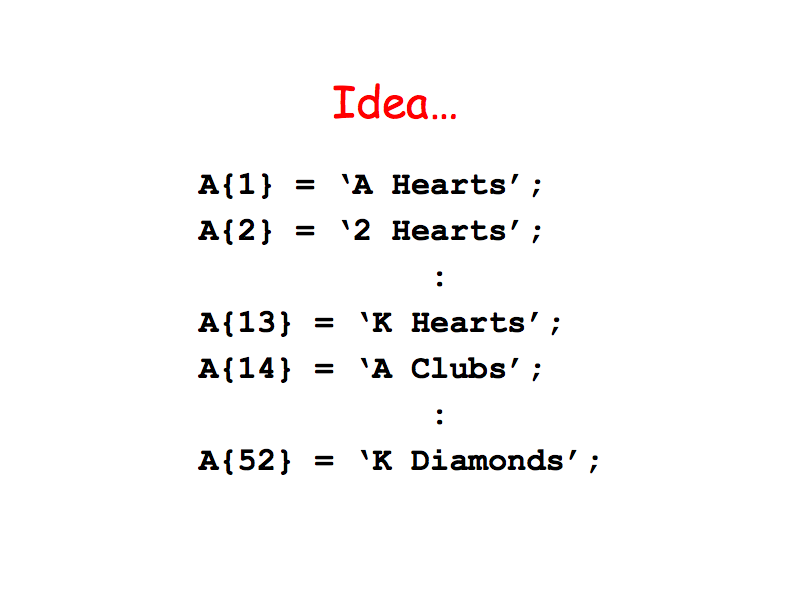 Idea…
A{1} = ‘A Hearts’;
A{2} = ‘2 Hearts’;
:
A{13} = ‘K Hearts’;
A{14} = ‘A Clubs’;
:
A{52} = ‘K Diamonds’;